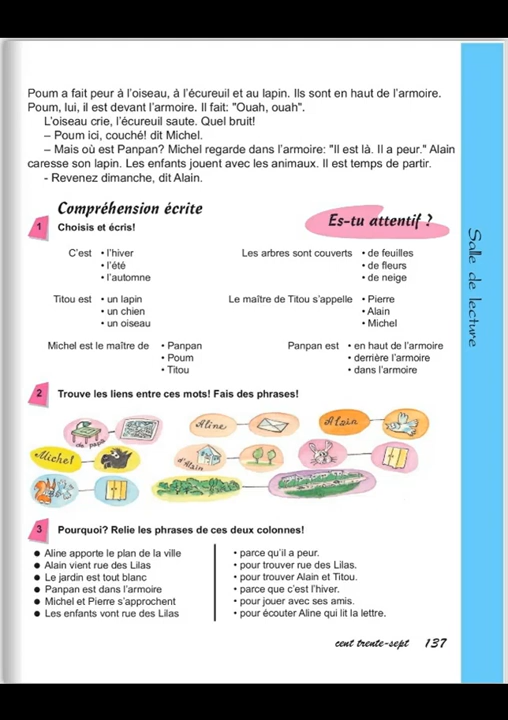 Poum a fait peur à l'oiseau, à l'écureuil et au lapin. Ils sont en haut de l'armoire.
Poum, lui, il est devant l'armoire. Il fait: "Ouah, ouah".
L'oiseau crie, l'écureuil saute. Quel bruit!
– Poum ici, couché! dit Michel.
– Mais où est Panpan? Michel regarde dans l'armoire: "Il est là. Il a peur." Alain
caresse son lapin. Les enfants jouent avec les animaux. Il est temps de partir.
- Revenez dimanche, dit Alain.
Compréhension écrite
Es-tu attentif ?
1 Choisis et écris!
Salle de lecture
C'est • l'hiver
• l'été
• l'automne
Les arbres sont couverts • de feuilles
• de fleurs
• de neige
Titou est • un lapin
• un chien
• un oiseau
Le maître de Titou s'appelle • Pierre
• Alain
• Michel
Michel est le maître de • Panpan
• Poum
• Titou
Panpan est • en haut de l'armoire
• derrière l'armoire
• dans l'armoire
2 Trouve les liens entre ces mots! Fais des phrases!
de papa
Aline
Alain
Michel
d'Alain
3 Pourquoi? Relie les phrases de ces deux colonnes!
• Aline apporte le plan de la ville
• Alain vient rue des Lilas
• Le jardin est tout blanc
• Panpan est dans l'armoire
• Michel et Pierre s'approchent
• Les enfants vont rue des Lilas
• parce qu'il a peur.
• pour trouver rue des Lilas.
• pour trouver Alain et Titou.
• parce que c'est l'hiver.
• pour jouer avec ses amis.
• pour écouter Aline qui lit la lettre.
cent trente-sept 137